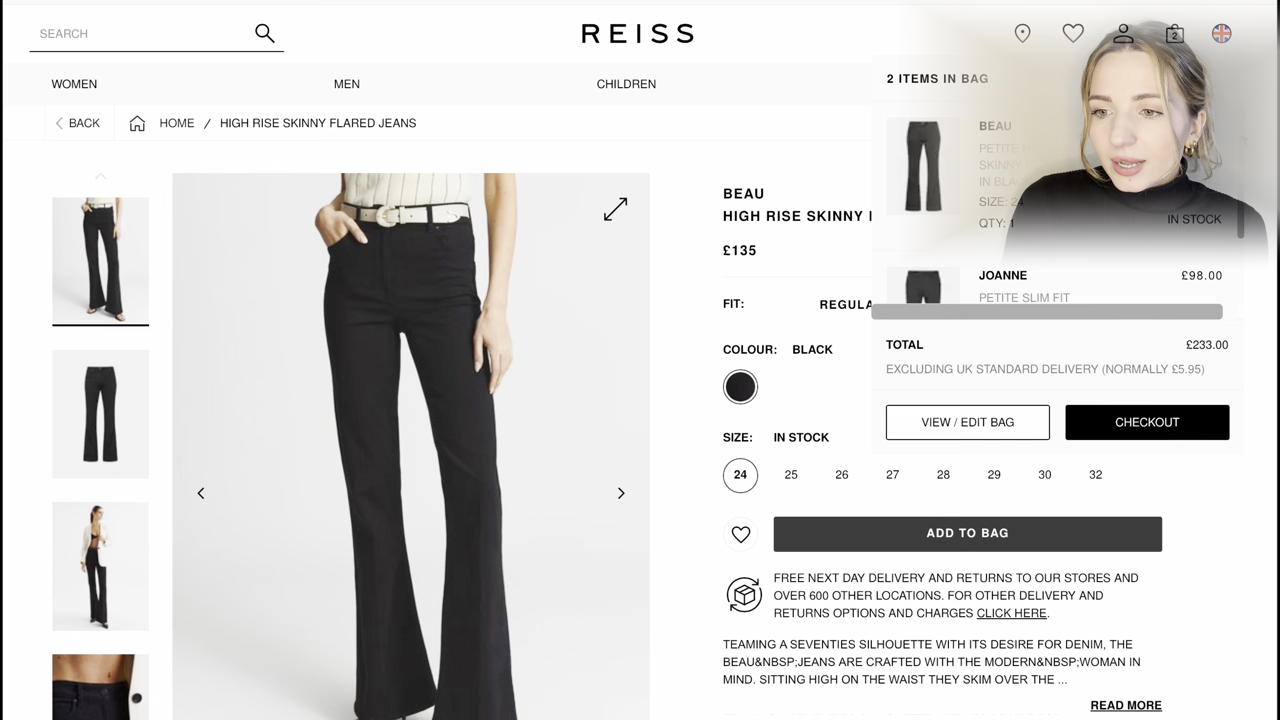 SEARCH
REISS
2
WOMEN
MEN
CHILDREN
BACK
HOME / HIGH RISE SKINNY FLARED JEANS
2 ITEMS IN BAG
BEAU
PETITE
SKINNY
IN
SIZE:
QTY: 1
IN STOCK
JOANNE
£98.00
PETITE SLIM FIT
TOTAL
£233.00
EXCLUDING UK STANDARD DELIVERY (NORMALLY £5.95)
VIEW / EDIT BAG
CHECKOUT
BEAU
HIGH RISE SKINNY
£135
FIT:
COLOUR: BLACK
SIZE: IN STOCK
24 25 26 27 28 29 30 32
ADD TO BAG
FREE NEXT DAY DELIVERY AND RETURNS TO OUR STORES AND
OVER 600 OTHER LOCATIONS. FOR OTHER DELIVERY AND
RETURNS OPTIONS AND CHARGES CLICK HERE.
TEAMING A SEVENTIES SILHOUETTE WITH ITS DESIRE FOR DENIM, THE
BEAU&NBSP;JEANS ARE CRAFTED WITH THE MODERN&NBSP;WOMAN IN
MIND. SITTING HIGH ON THE WAIST THEY SKIM OVER THE ...
READ MORE